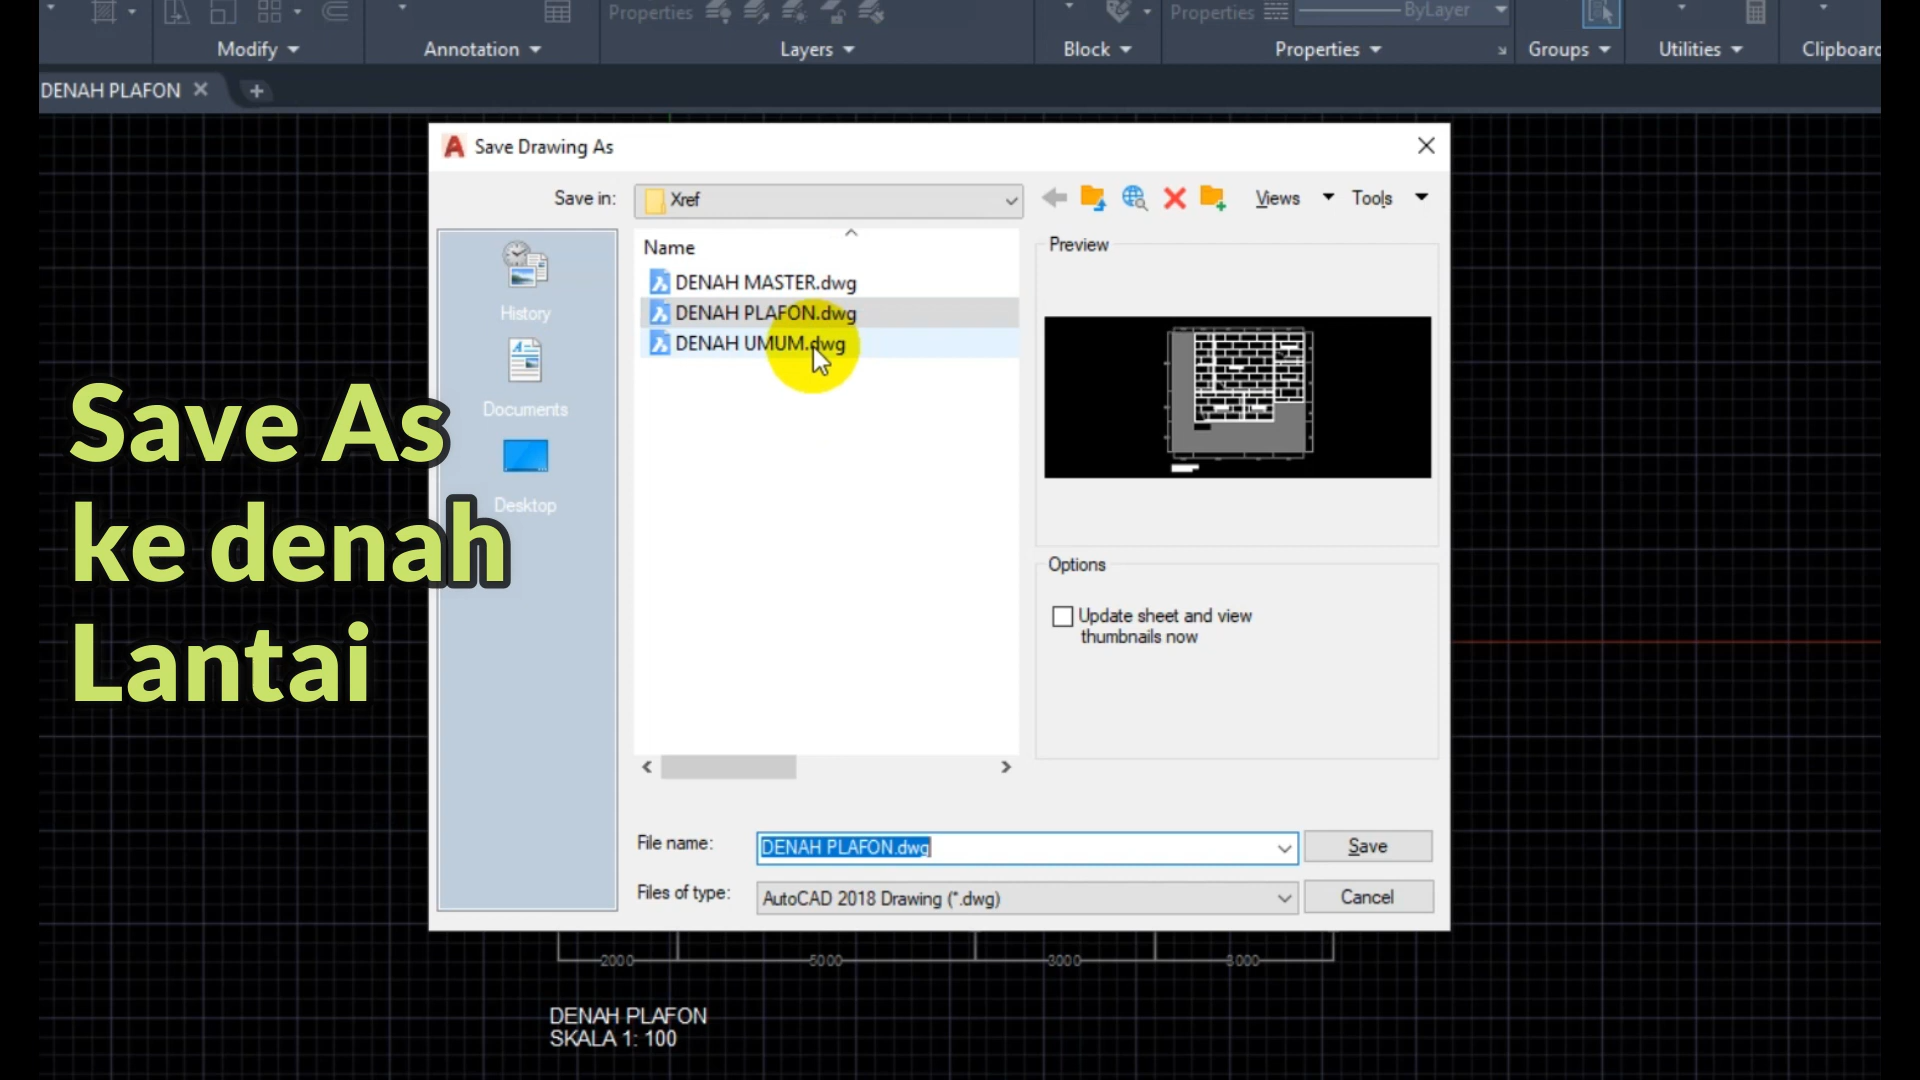 Properties
Properties
ByLayer
Modify
Annotation
Layers
Block
Properties
Groups
Utilities
Clipboard
DENAH PLAFON
Save Drawing As
Save in:
Xref
Views
Tools
Name
Preview
DENAH MASTER.dwg
DENAH PLAFON.dwg
DENAH UMUM.dwg
History
Documents
Desktop
Save As
ke denah
Lantai
Options
Update sheet and view
thumbnails now
File name:
DENAH PLAFON.dwg
Save
Files of type:
AutoCAD 2018 Drawing (*.dwg)
Cancel
2000
5000
3000
3000
DENAH PLAFON
SKALA 1: 100